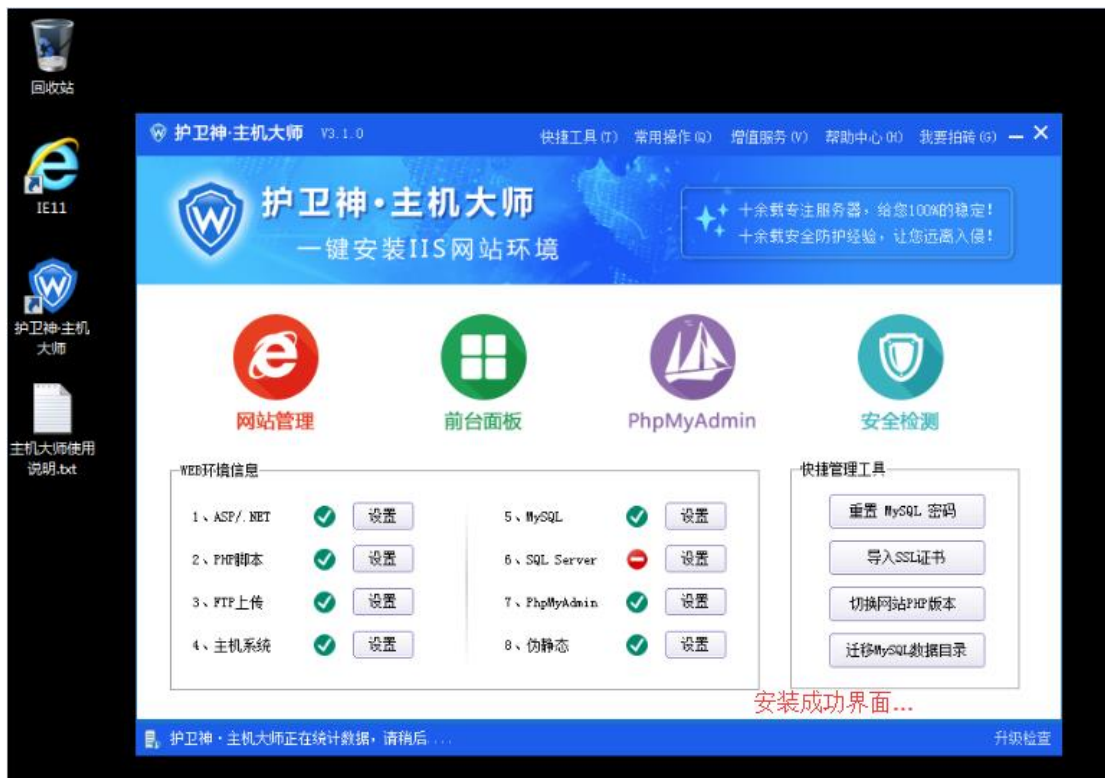 回收站
IE11
护卫神·主机
大师
主机大师使用
说明.txt
护卫神·主机大师 V3.1.0 快捷工具(T) 常用操作(Q) 增值服务(V) 帮助中心(H) 我要拍砖(G)
护卫神·主机大师
一键安装IIS网站环境
十余载专注服务器，给您100%的稳定！
十余载安全防护经验，让您远离入侵！
网站管理 前台面板 PhpMyAdmin 安全检测
WEB环境信息
1、ASP/.NET 设置 5、MySQL 设置
2、PHP脚本 设置 6、SQL Server 设置
3、FTP上传 设置 7、PhpMyAdmin 设置
4、主机系统 设置 8、伪静态 设置
快捷管理工具
重置 MySQL 密码
导入SSL证书
切换网站PHP版本
迁移MySQL数据目录
安装成功界面...
护卫神·主机大师正在统计数据，请稍后.... 升级检查